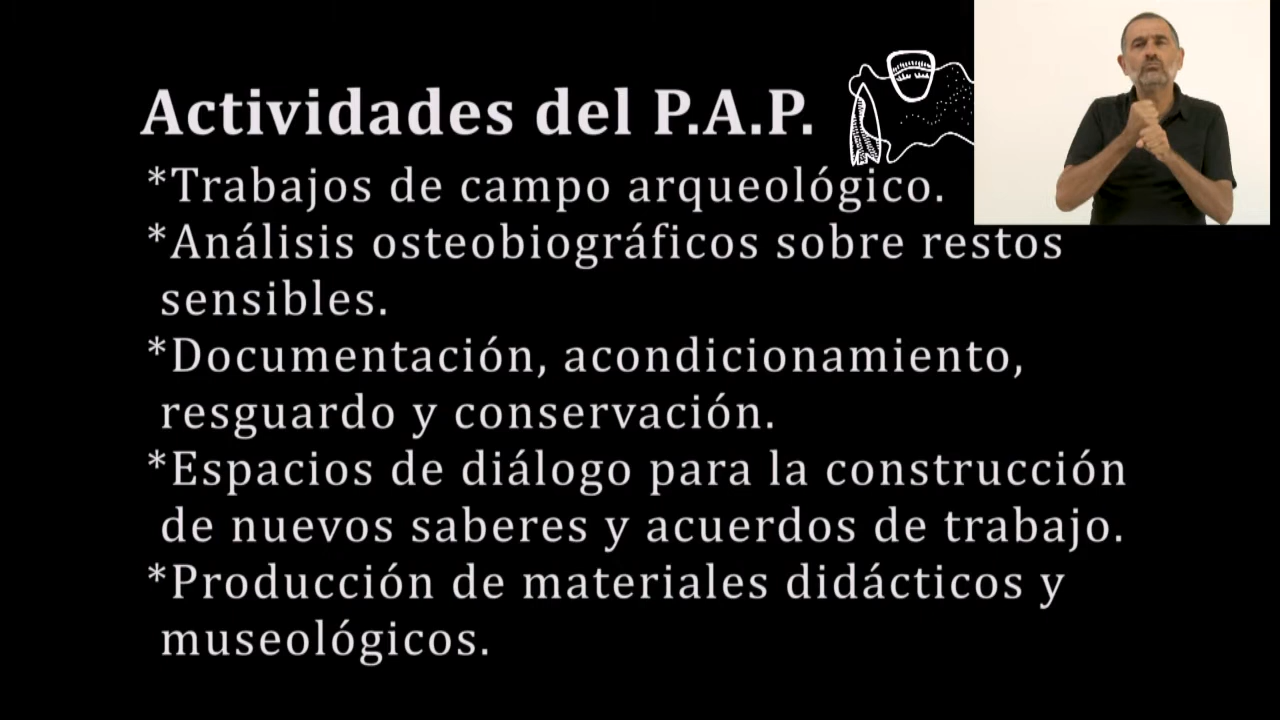 Actividades del P.A.P.
*Trabajos de campo arqueológico.
*Análisis osteobiográficos sobre restos
sensibles.
*Documentación, acondicionamiento,
resguardo y conservación.
*Espacios de diálogo para la construcción
de nuevos saberes y acuerdos de trabajo.
*Producción de materiales didácticos y
museológicos.